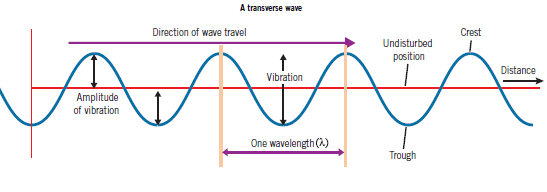 A transverse wave
Direction of wave travel
Crest
Undisturbed
position
Distance
Vibration
Amplitude
of vibration
One wavelength (λ)
Trough